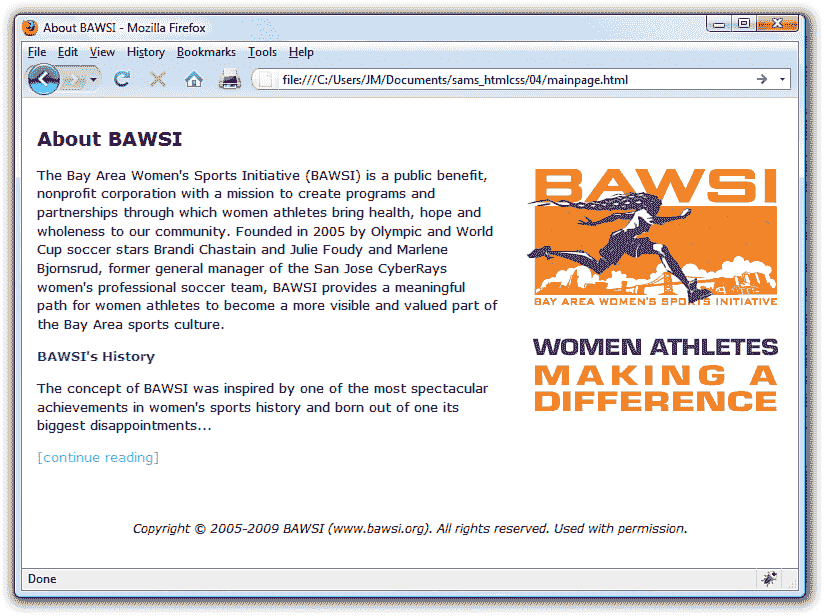 About BAWSI - Mozilla Firefox
File Edit View History Bookmarks Tools Help
file:///C:/Users/JM/Documents/sams_htmlcss/04/mainpage.html
About BAWSI
The Bay Area Women's Sports Initiative (BAWSI) is a public benefit,
nonprofit corporation with a mission to create programs and
partnerships through which women athletes bring health, hope and
wholeness to our community. Founded in 2005 by Olympic and World
Cup soccer stars Brandi Chastain and Julie Foudy and Marlene
Bjornsrud, former general manager of the San Jose CyberRays
women's professional soccer team, BAWSI provides a meaningful
path for women athletes to become a more visible and valued part of
the Bay Area sports culture.
BAWSI's History
The concept of BAWSI was inspired by one of the most spectacular
achievements in women's sports history and born out of one its
biggest disappointments...
[continue reading]
BAWSI
BAY AREA WOMEN'S SPORTS INITIATIVE
WOMEN ATHLETES
MAKING A
DIFFERENCE
Copyright © 2005-2009 BAWSI (www.bawsi.org). All rights reserved. Used with permission.
Done